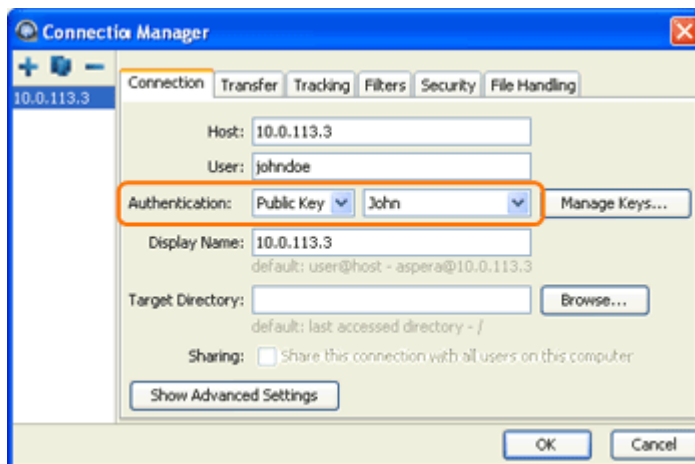 Connectia Manager
10.0.113.3
Connection Transfer Tracking Filters Security File Handling
Host: 10.0.113.3
User: johndoe
Authentication: Public Key John Manage Keys...
Display Name: 10.0.113.3
default: user@host - aspera@10.0.113.3
Target Directory: Browse...
default: last accessed directory - /
Sharing: Share this connection with all users on this computer
Show Advanced Settings
OK Cancel